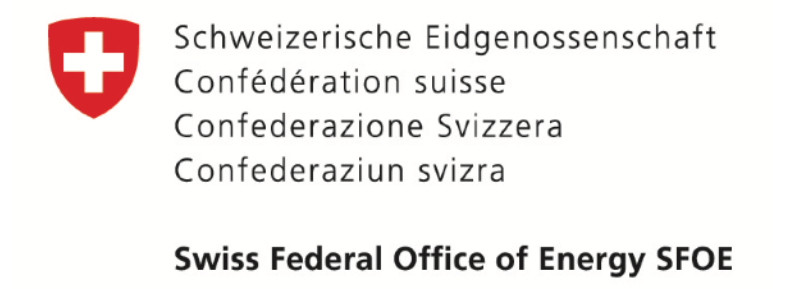 Schweizerische Eidgenossenschaft
Confédération suisse
Confederazione Svizzera
Confederaziun svizra
Swiss Federal Office of Energy SFOE